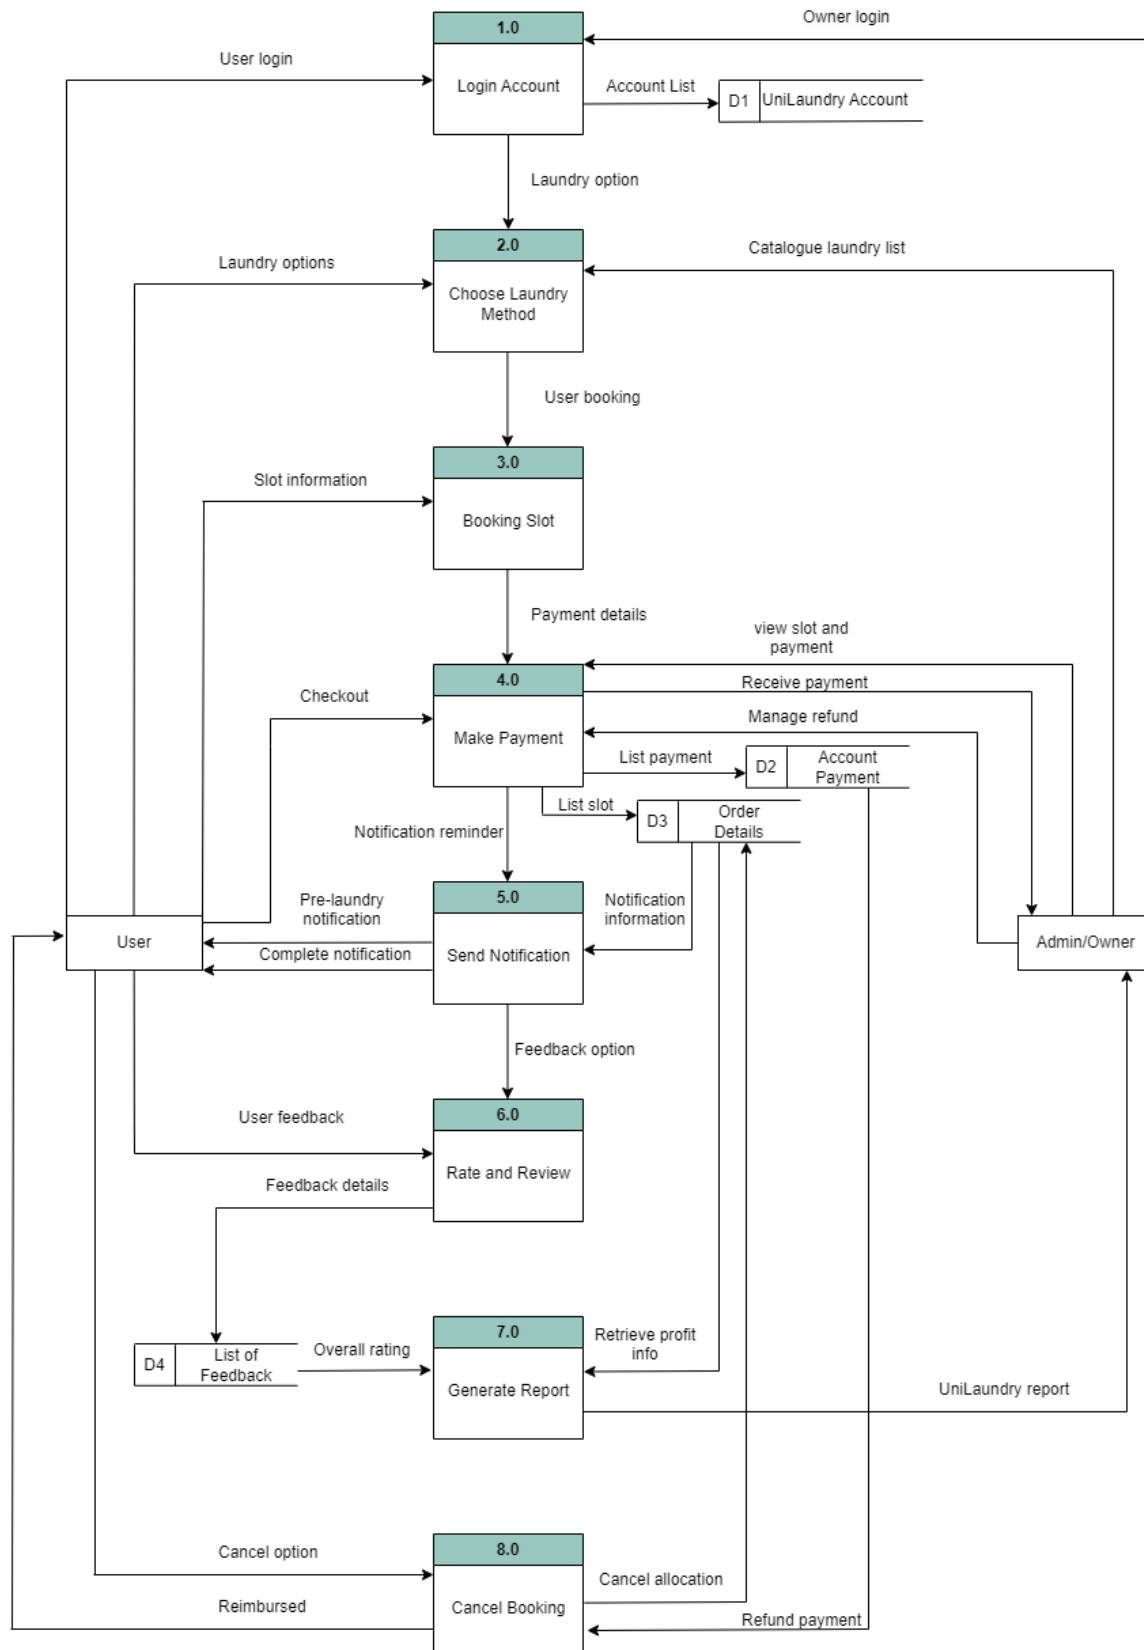 Owner login
1.0
User login
Login Account
Account List
D1
UniLaundry Account
Laundry option
2.0
Catalogue laundry list
Laundry options
Choose Laundry
Method
User booking
3.0
Slot information
Booking Slot
Payment details
view slot and
payment
4.0
Receive payment
Checkout
Manage refund
Make Payment
List payment
D2
Account
Payment
List slot
D3
Order
Details
Notification reminder
5.0
Pre-laundry
notification
Notification
information
User
Complete notification
Send Notification
Admin/Owner
Feedback option
6.0
User feedback
Rate and Review
Feedback details
7.0
Retrieve profit
info
D4
List of
Feedback
Overall rating
Generate Report
UniLaundry report
8.0
Cancel option
Cancel allocation
Reimbursed
Cancel Booking
Refund payment